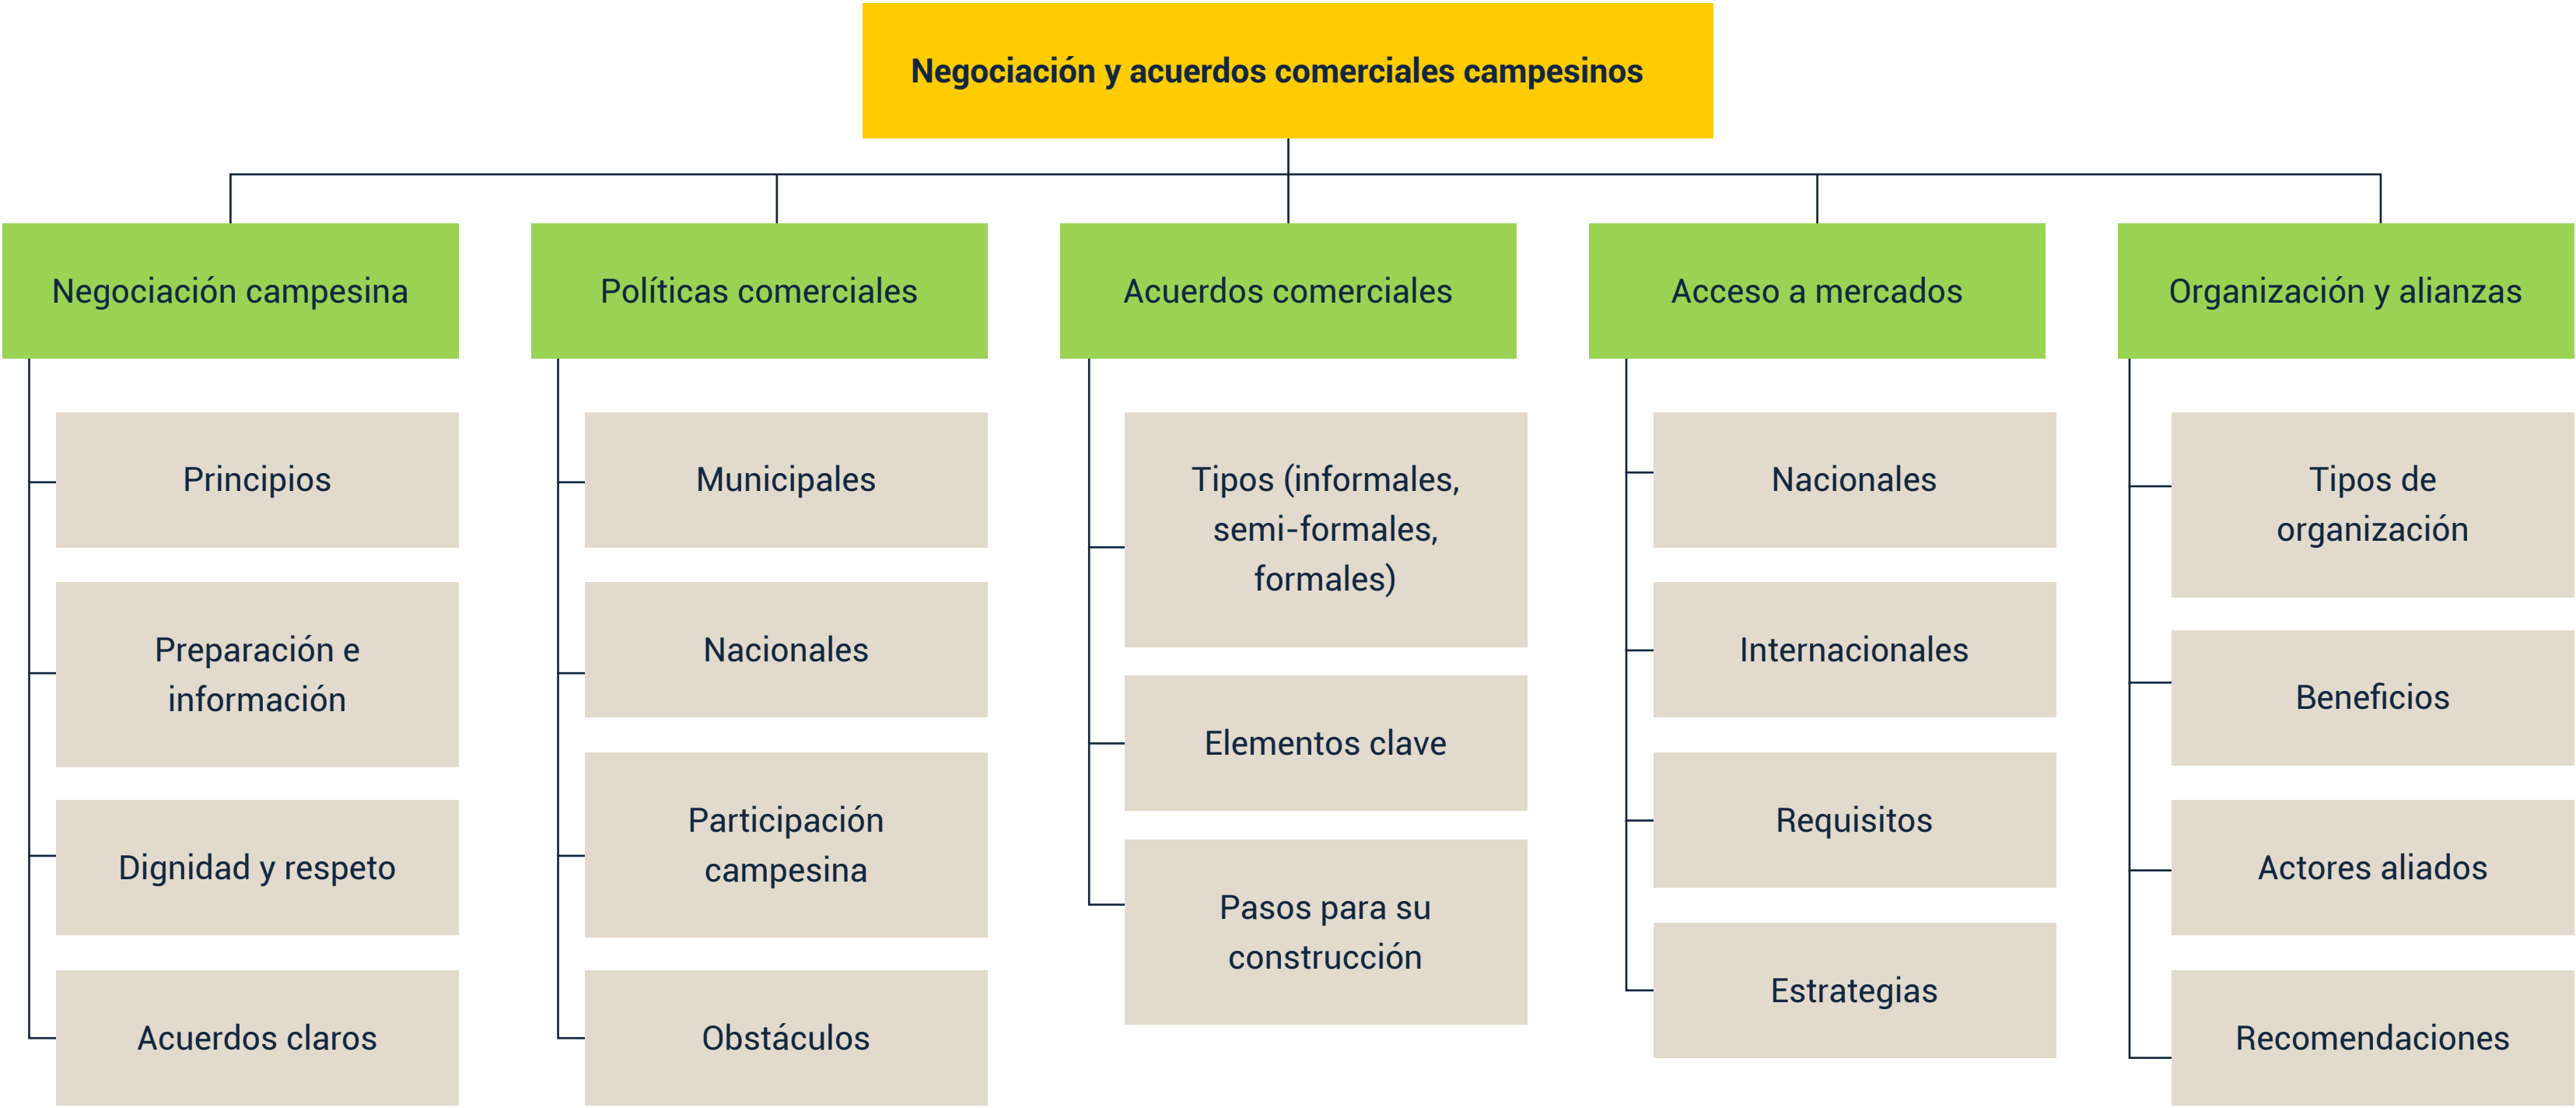 Negociación y acuerdos comerciales campesinos
Negociación campesina
Principios
Preparación e
información
Dignidad y respeto
Acuerdos claros
Políticas comerciales
Municipales
Nacionales
Participación
campesina
Obstáculos
Acuerdos comerciales
Tipos (informales,
semi-formales,
formales)
Elementos clave
Pasos para su
construcción
Acceso a mercados
Nacionales
Internacionales
Requisitos
Estrategias
Organización y alianzas
Tipos de
organización
Beneficios
Actores aliados
Recomendaciones